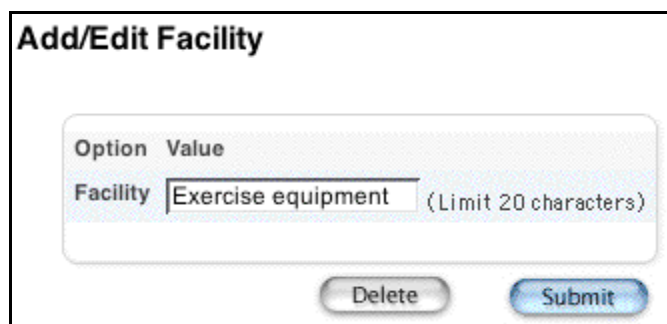 Add/Edit Facility
Option Value
Facility Exercise equipment (Limit 20 characters)
Delete Submit